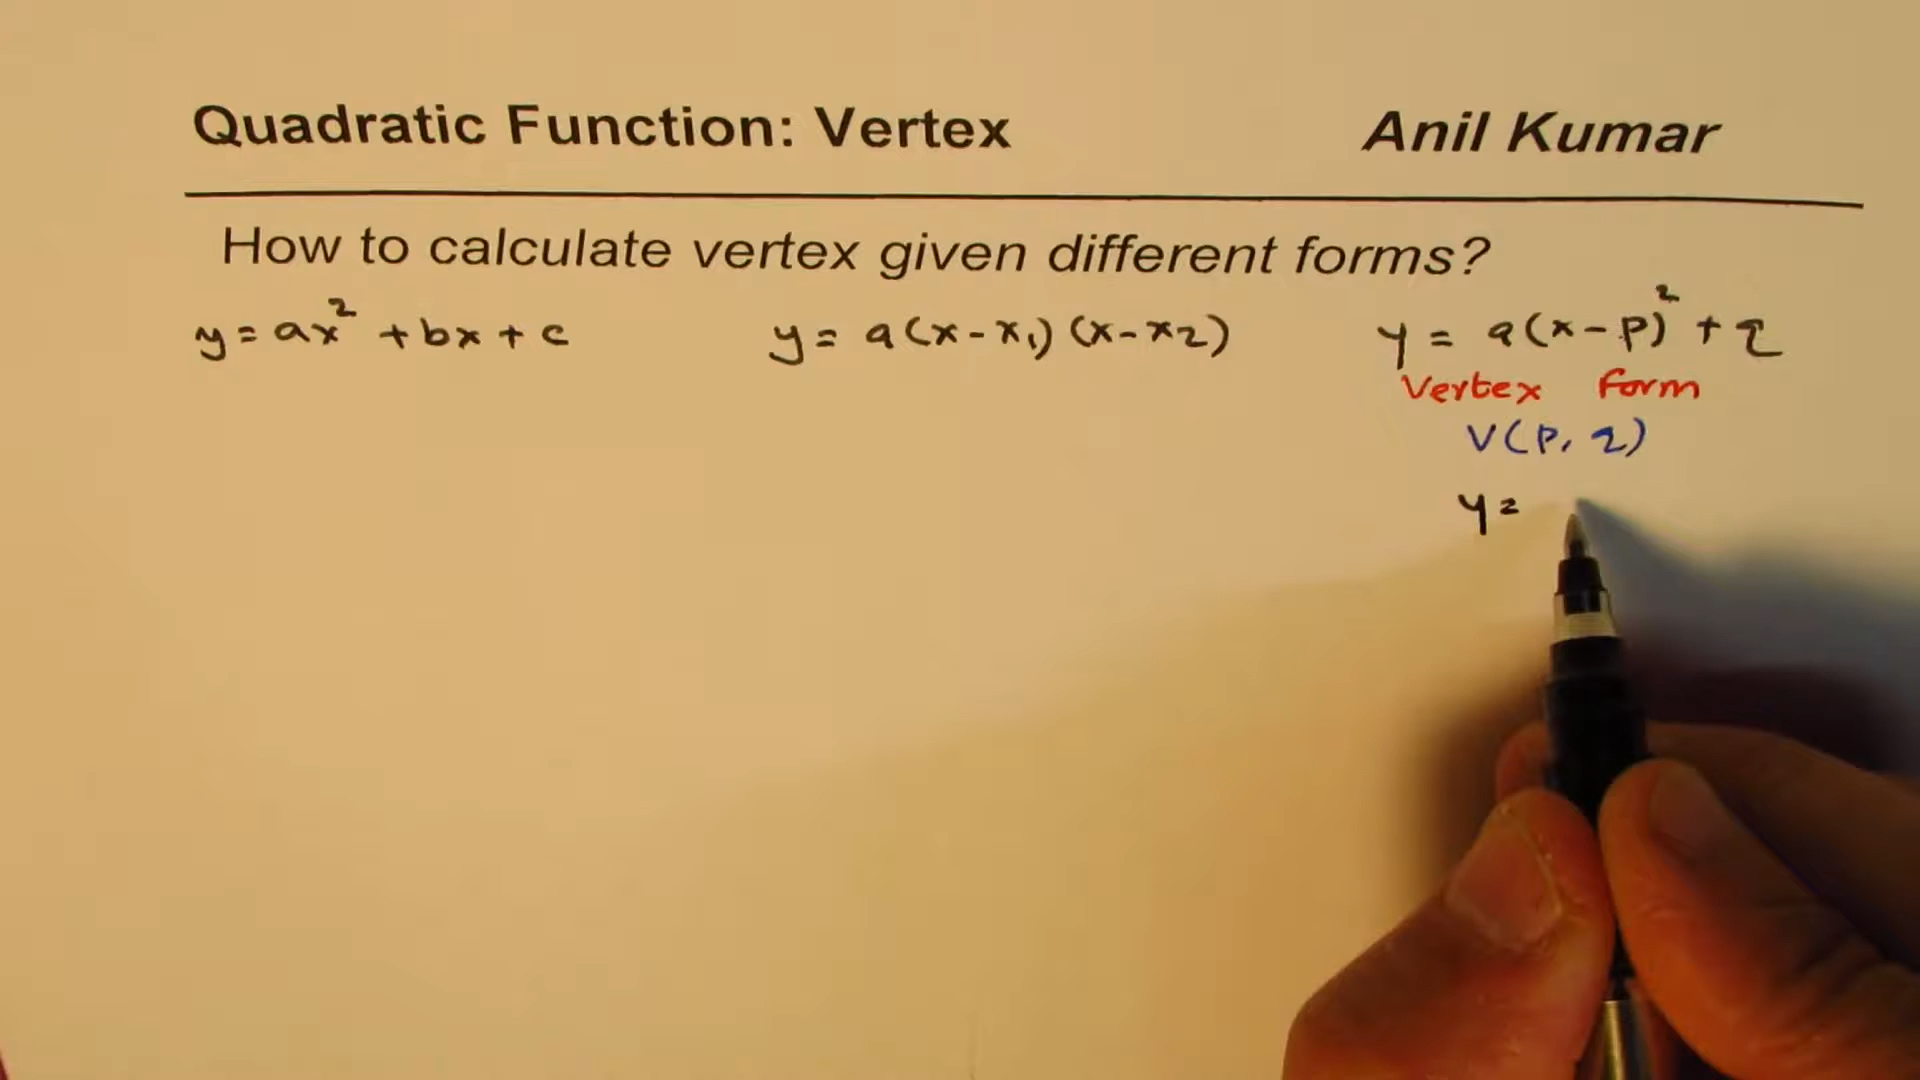 Quadratic Function: Vertex Anil Kumar
How to calculate vertex given different forms?
y = ax² + bx + c y = a(x - x₁)(x - x₂) y = a(x - p)² + q
Vertex Form
V(p, q)
y =